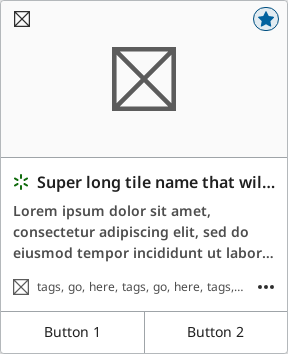 Super long tile name that wil...
Lorem ipsum dolor sit amet,
consectetur adipiscing elit, sed do
eiusmod tempor incididunt ut labor...
tags, go, here, tags, go, here, tags,...
Button 1
Button 2